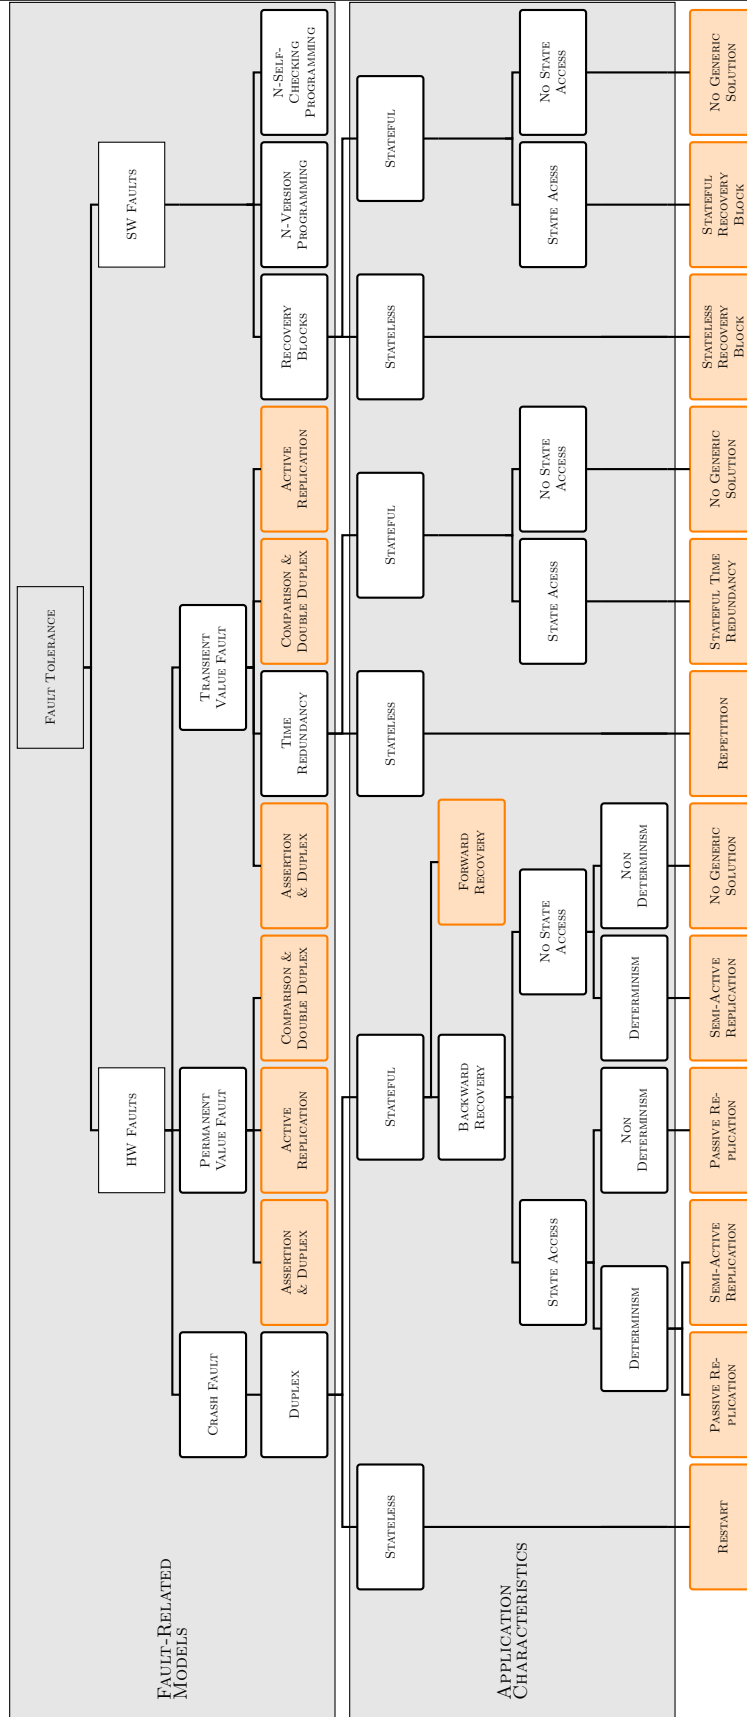 Fault-Related
Models
Fault Tolerance
HW Faults
SW Faults
Crash Fault
Permanent
Value Fault
Transient
Value Fault
Duplex
Assertion
& Duplex
Active
Replication
Comparison &
Double Duplex
Assertion
& Duplex
Time
Redundancy
Comparison &
Double Duplex
Active
Replication
Recovery
Blocks
N-Version
Programming
N-Self-
Checking
Programming
Application
Characteristics
Stateless
Stateful
Stateless
Stateful
Stateless
Stateful
Backward
Recovery
Forward
Recovery
State Access
No State
Access
State Acess
No State
Access
State Acess
No State
Access
Determinism
Non
Determinism
Determinism
Non
Determinism
Restart
Passive Re-
plication
Semi-Active
Replication
Passive Re-
plication
Semi-Active
Replication
No Generic
Solution
Repetition
Stateful Time
Redundancy
No Generic
Solution
Stateless
Recovery
Block
Stateful
Recovery
Block
No Generic
Solution